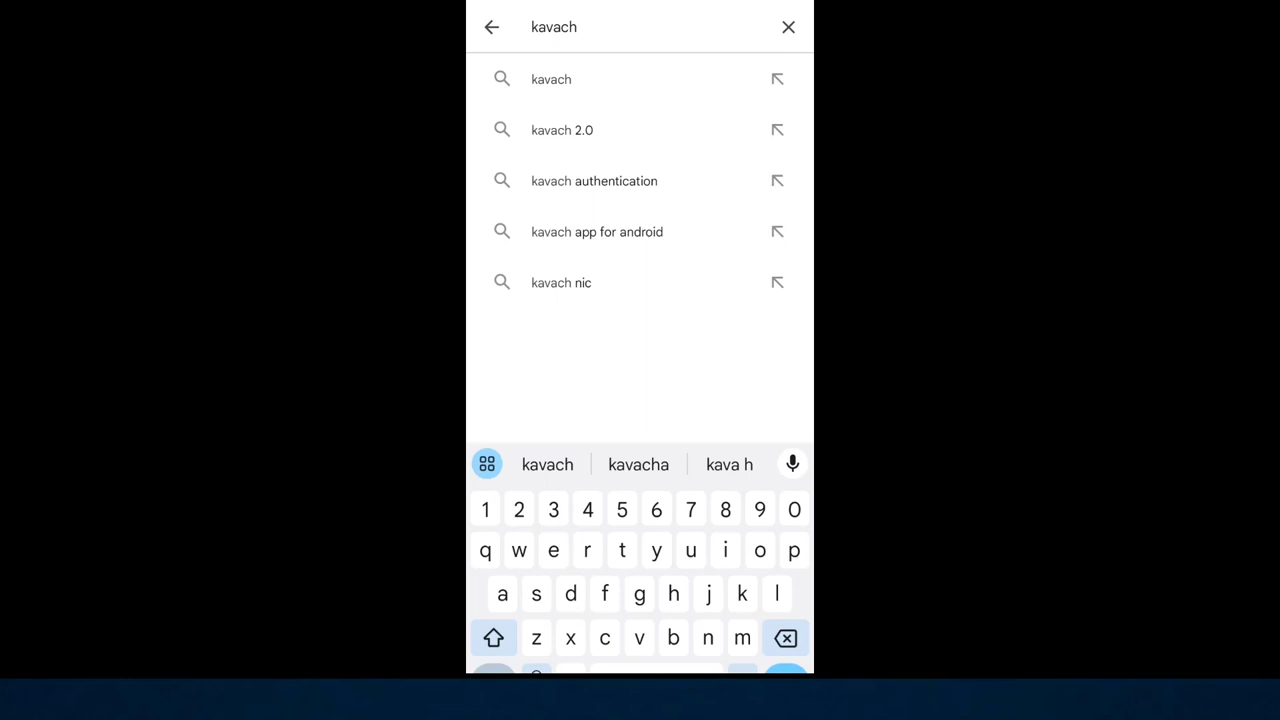 kavach
kavach
kavach 2.0
kavach authentication
kavach app for android
kavach nic
kavach kavacha kava h
1 2 3 4 5 6 7 8 9 0
q w e r t y u i o p
a s d f g h j k l
z x c v b n m